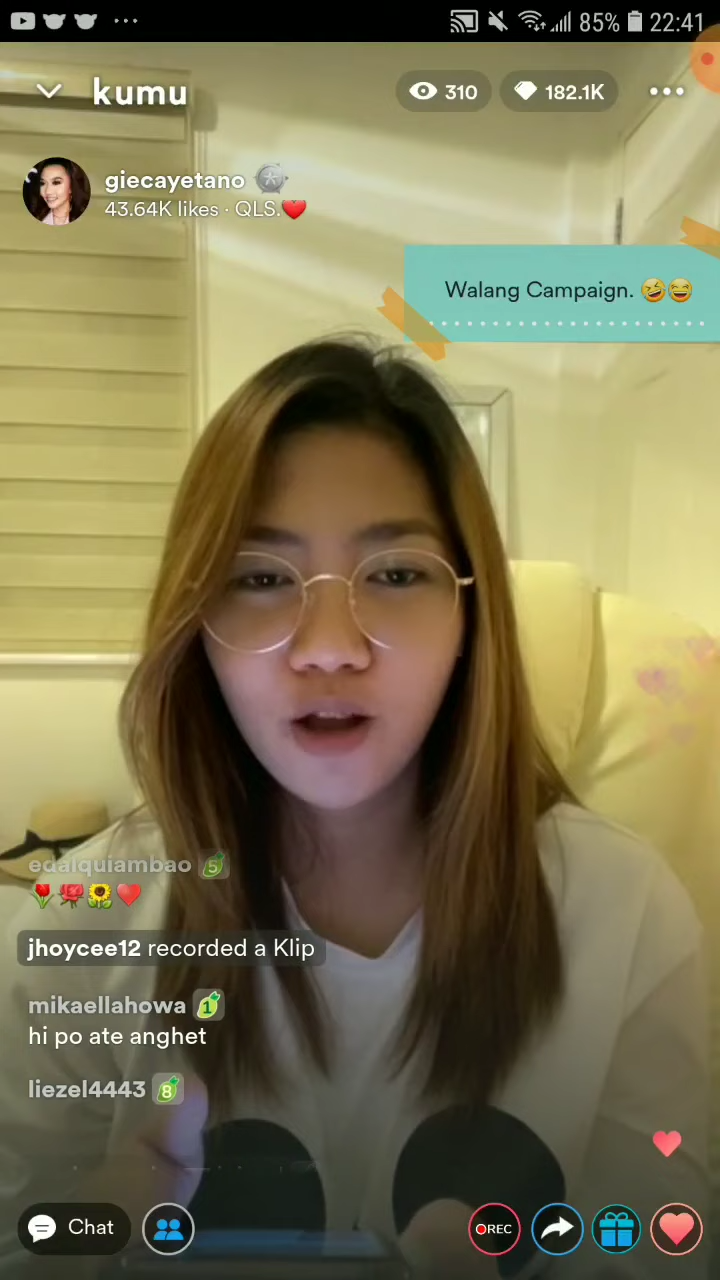 85% 22:41
kumu 310 182.1K
giecayetano
43.64K likes · QLS.❤️
Walang Campaign. 🤣😂
edalquiambao 5
🌷🌹🌻❤️
jhoycee12 recorded a Klip
mikaellahowa 1
hi po ate anghet
liezel4443 8
Chat REC